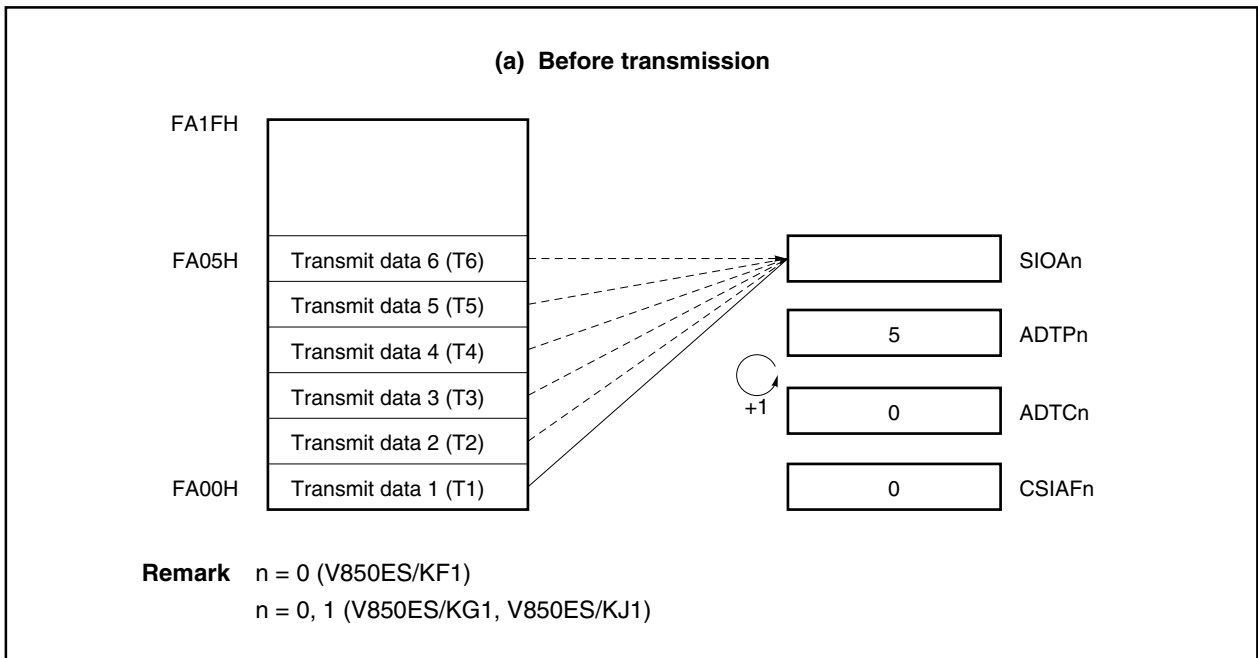 (a) Before transmission
FA1FH
FA05H
Transmit data 6 (T6)
SIOAn
Transmit data 5 (T5)
5
ADTPn
Transmit data 4 (T4)
Transmit data 3 (T3)
+1
0
ADTCn
Transmit data 2 (T2)
FA00H
Transmit data 1 (T1)
0
CSIAFn
Remark n = 0 (V850ES/KF1)
n = 0, 1 (V850ES/KG1, V850ES/KJ1)